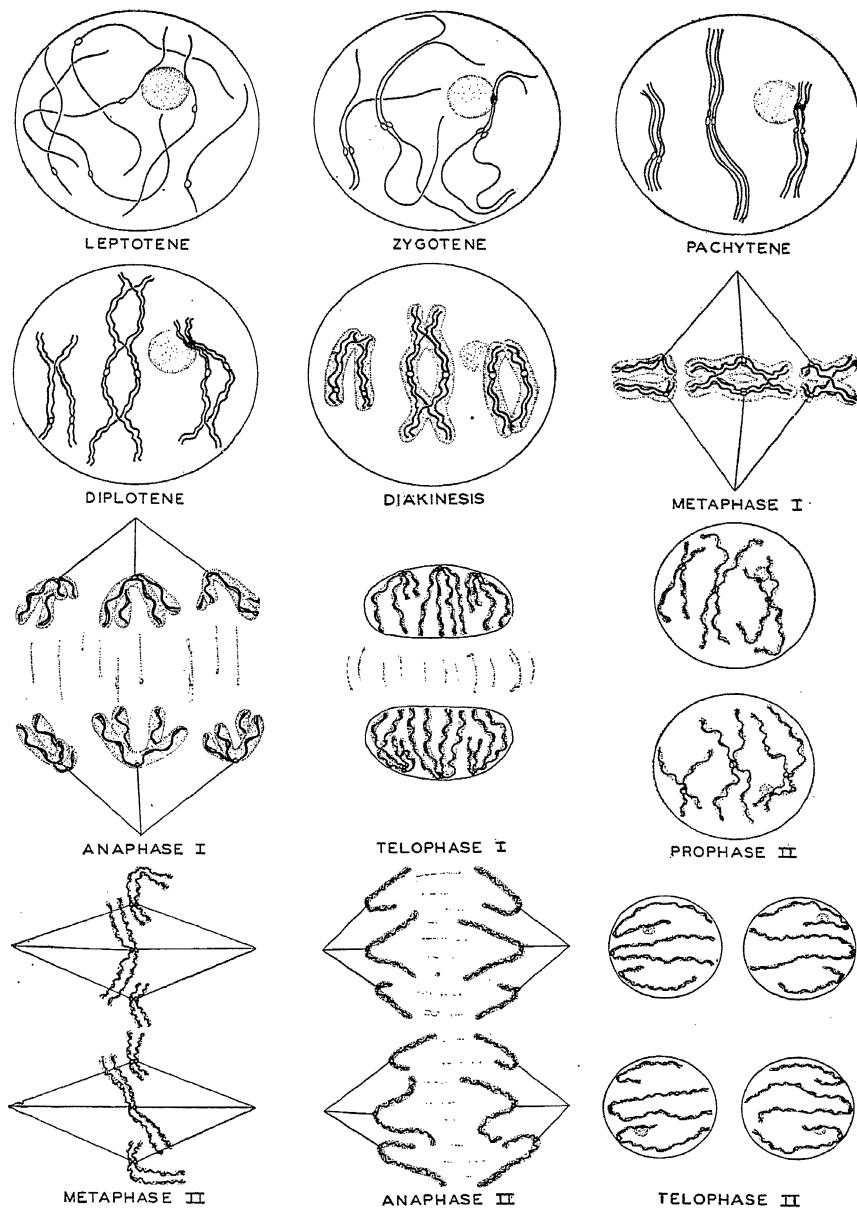 LEPTOTENE
ZYGOTENE
PACHYTENE
DIPLOTENE
DIAKINESIS
METAPHASE I
ANAPHASE I
TELOPHASE I
PROPHASE II
METAPHASE II
ANAPHASE II
TELOPHASE II